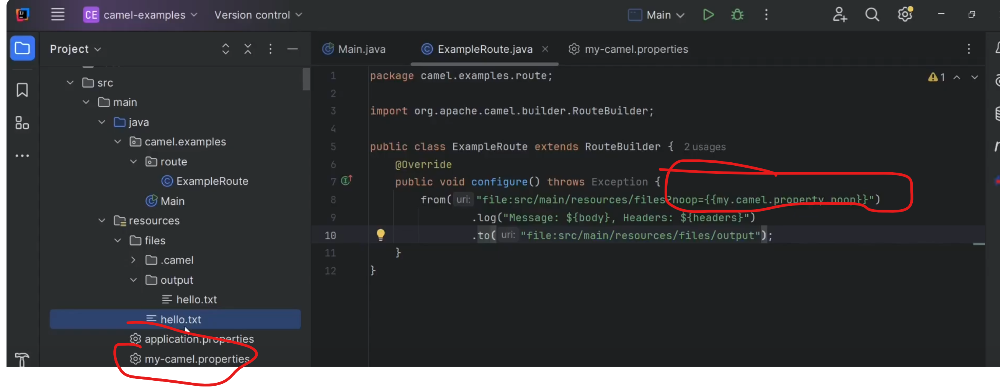 CE camel-examples Version control Main
Project
Main.java ExampleRoute.java my-camel.properties
src
main
java
camel.examples
route
ExampleRoute
Main
resources
files
.camel
output
hello.txt
hello.txt
application.properties
my-camel.properties
1 package camel.examples.route;
2
3 import org.apache.camel.builder.RouteBuilder;
4
5 public class ExampleRoute extends RouteBuilder { 2 usages
6 @Override
7 public void configure() throws Exception {
8 from( uri: "file:src/main/resources/files?noop={{my.camel.property.noop}}")
9 .log("Message: ${body}, Headers: ${headers}")
10 .to( uri: "file:src/main/resources/files/output");
11 }
12 }
1